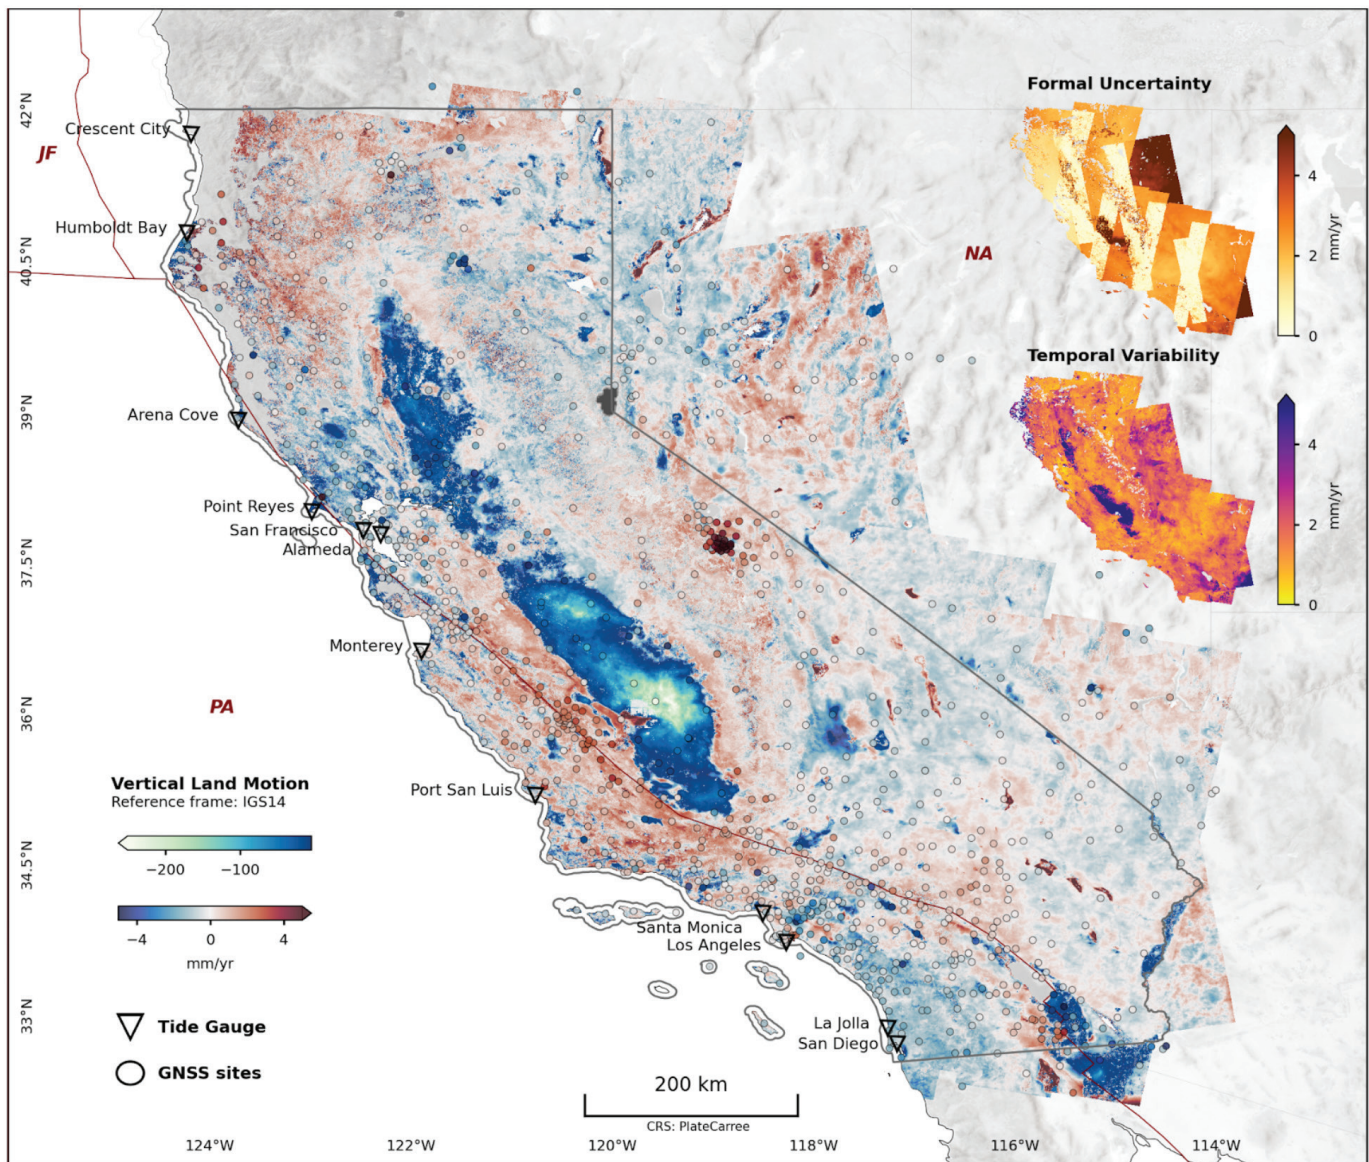 42°N
40.5°N
39°N
37.5°N
36°N
34.5°N
33°N
124°W
122°W
120°W
118°W
116°W
114°W
JF
NA
PA
Crescent City
Humboldt Bay
Arena Cove
Point Reyes
San Francisco
Alameda
Monterey
Port San Luis
Santa Monica
Los Angeles
La Jolla
San Diego
Formal Uncertainty
4
2
0
mm/yr
Temporal Variability
4
2
0
mm/yr
Vertical Land Motion
Reference frame: IGS14
−200 −100
−4 0 4
mm/yr
Tide Gauge
GNSS sites
200 km
CRS: PlateCarree